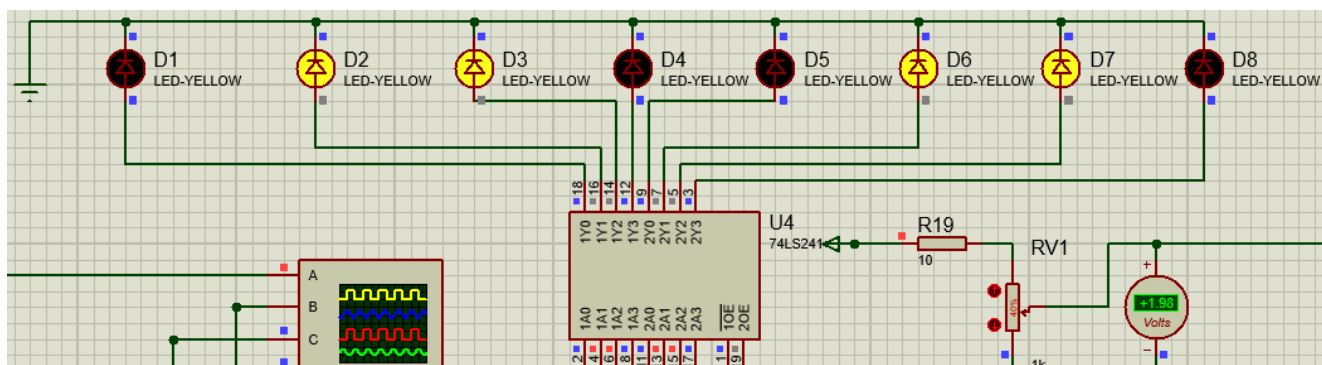 D1
LED-YELLOW
D2
LED-YELLOW
D3
LED-YELLOW
D4
LED-YELLOW
D5
LED-YELLOW
D6
LED-YELLOW
D7
LED-YELLOW
D8
LED-YELLOW
18
16
14
12
9
7
5
3
1Y0
1Y1
1Y2
1Y3
2Y0
2Y1
2Y2
2Y3
U4
74LS241
R19
10
RV1
40%
1k
+
+1.98
Volts
A
B
C
1A0
1A1
1A2
1A3
2A0
2A1
2A2
2A3
1OE
2OE
2
4
6
8
11
13
15
17
1
19